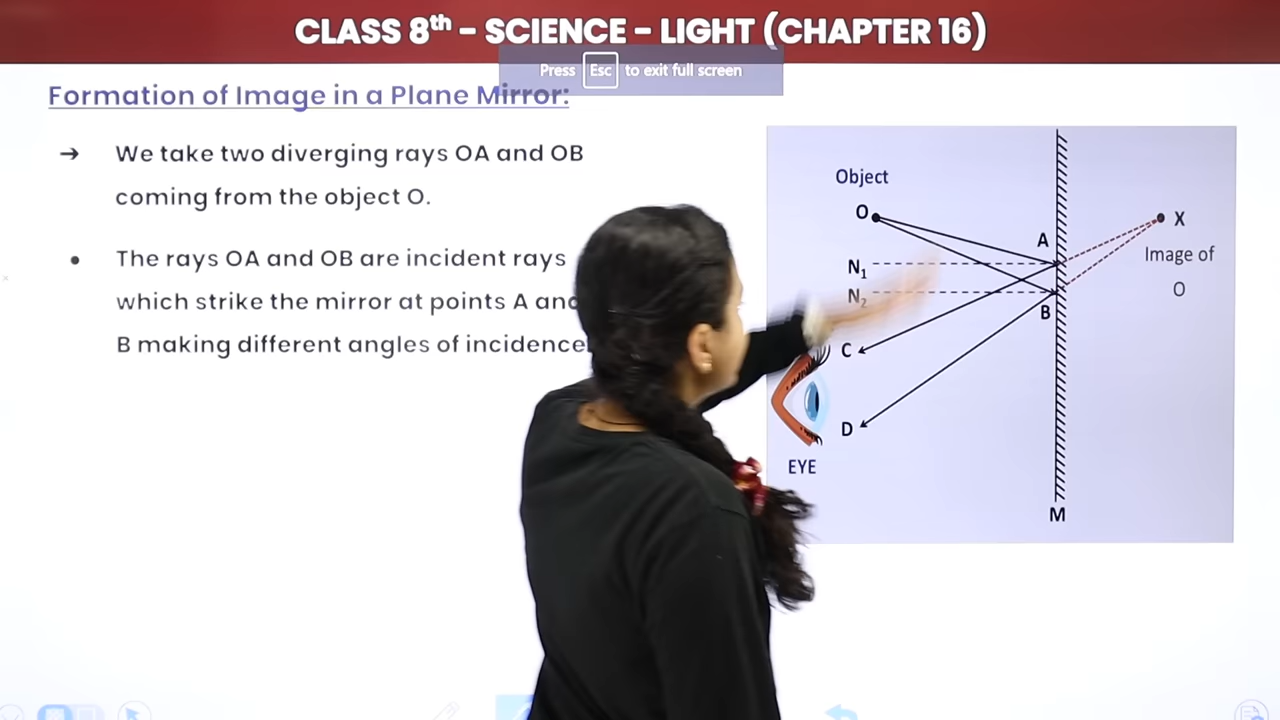 CLASS 8th – SCIENCE – LIGHT (CHAPTER 16)
Press Esc to exit full screen
Formation of Image in a Plane Mirror:
→ We take two diverging rays OA and OB
coming from the object O.
• The rays OA and OB are incident rays
which strike the mirror at points A and
B making different angles of incidence.
Object
O
A
X
Image of
O
N1
N2
B
C
D
EYE
M